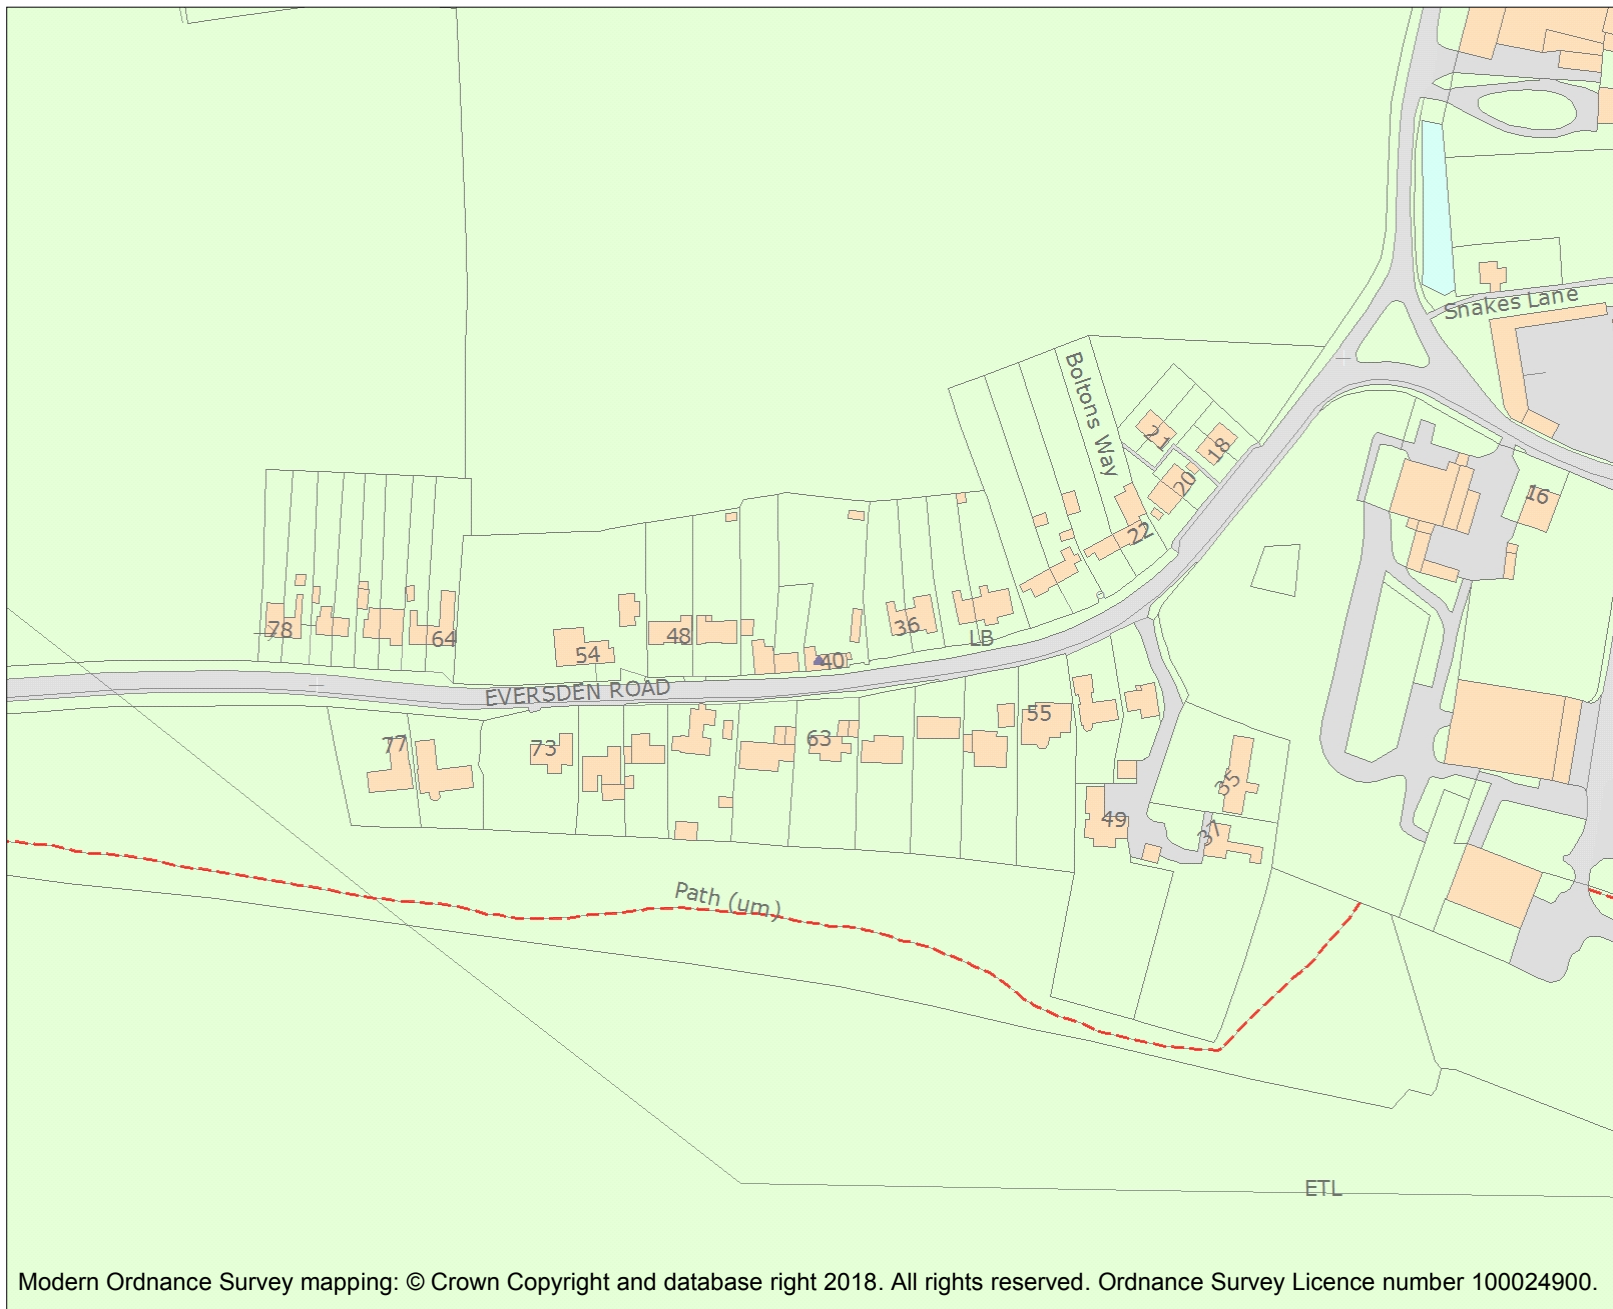 Snakes Lane
Boltons Way
21
18
20
16
22
36
LB
78
64
48
54
40
EVERSDEN ROAD
55
77
73
63
35
49
37
Path (um)
ETL
Modern Ordnance Survey mapping: © Crown Copyright and database right 2018. All rights reserved. Ordnance Survey Licence number 100024900.